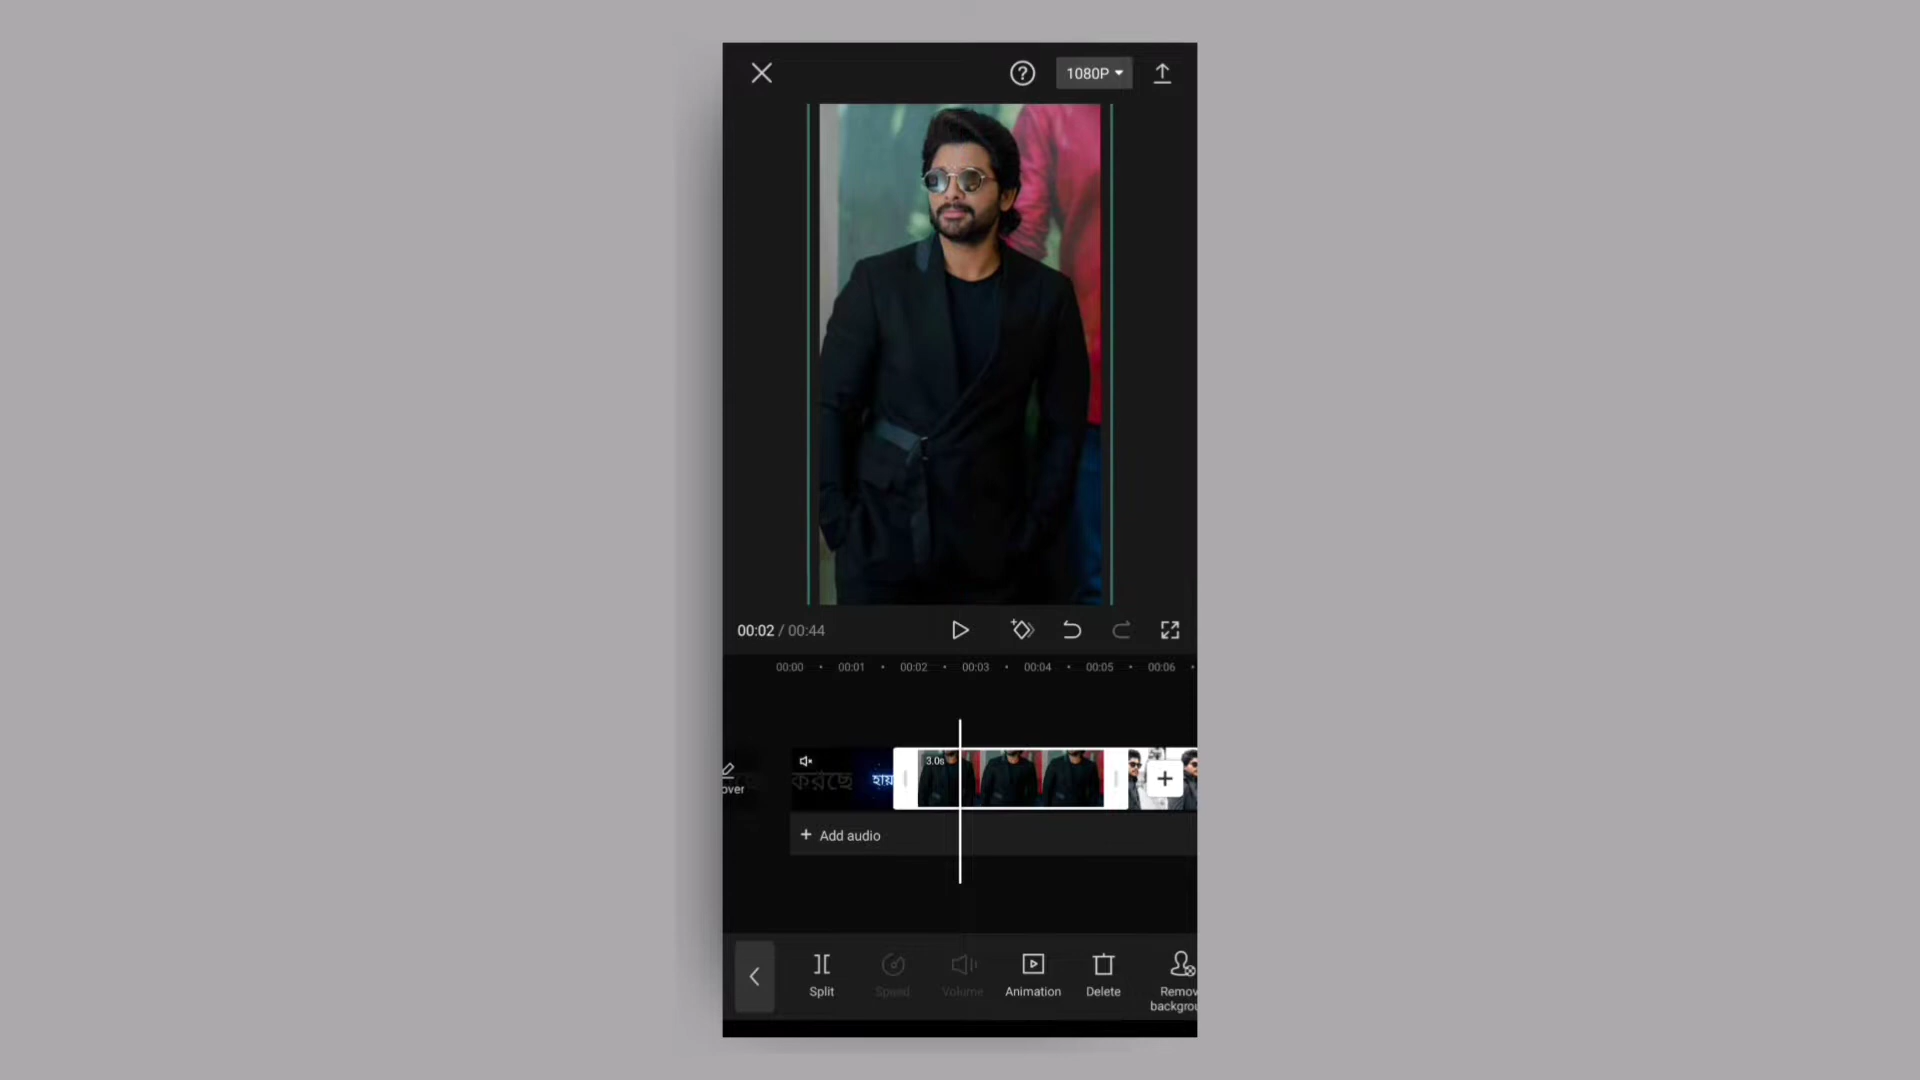 1080P
00:02 / 00:44
00:00 00:01 00:02 00:03 00:04 00:05 00:06
করছে
হায়
3.0s
over
+ Add audio
Split
Speed
Volume
Animation
Delete
Remov
backgrou